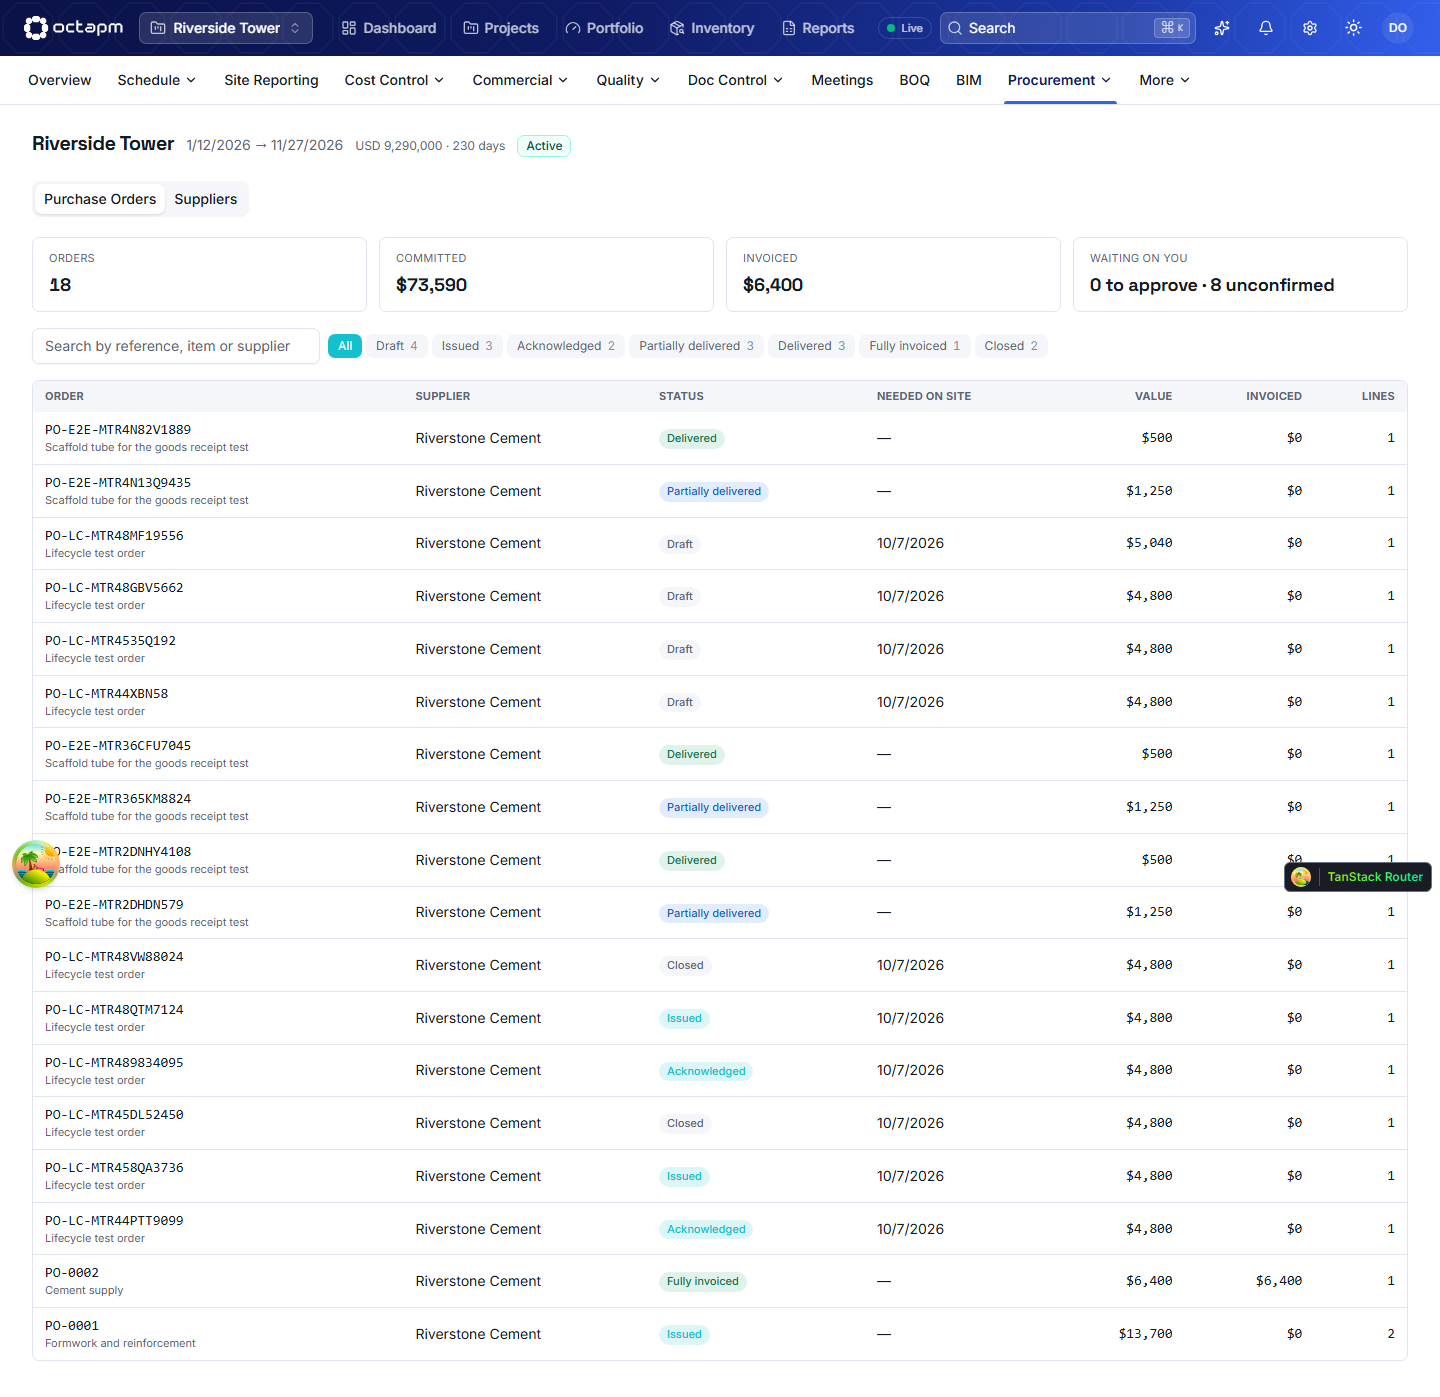 octapm
Riverside Tower
Dashboard
Projects
Portfolio
Inventory
Reports
Live
Search
⌘ K
DO
Overview
Schedule
Site Reporting
Cost Control
Commercial
Quality
Doc Control
Meetings
BOQ
BIM
Procurement
More
Riverside Tower 1/12/2026 → 11/27/2026 USD 9,290,000 · 230 days Active
Purchase Orders Suppliers
ORDERS
18
COMMITTED
$73,590
INVOICED
$6,400
WAITING ON YOU
0 to approve · 8 unconfirmed
Search by reference, item or supplier
All
Draft 4
Issued 3
Acknowledged 2
Partially delivered 3
Delivered 3
Fully invoiced 1
Closed 2
ORDER SUPPLIER STATUS NEEDED ON SITE VALUE INVOICED LINES
PO-E2E-MTR4N82V1889 Riverstone Cement Delivered — $500 $0 1
Scaffold tube for the goods receipt test
PO-E2E-MTR4N13Q9435 Riverstone Cement Partially delivered — $1,250 $0 1
Scaffold tube for the goods receipt test
PO-LC-MTR48MF19556 Riverstone Cement Draft 10/7/2026 $5,040 $0 1
Lifecycle test order
PO-LC-MTR48GBV5662 Riverstone Cement Draft 10/7/2026 $4,800 $0 1
Lifecycle test order
PO-LC-MTR4535Q192 Riverstone Cement Draft 10/7/2026 $4,800 $0 1
Lifecycle test order
PO-LC-MTR44XBN58 Riverstone Cement Draft 10/7/2026 $4,800 $0 1
Lifecycle test order
PO-E2E-MTR36CFU7045 Riverstone Cement Delivered — $500 $0 1
Scaffold tube for the goods receipt test
PO-E2E-MTR365KM8824 Riverstone Cement Partially delivered — $1,250 $0 1
Scaffold tube for the goods receipt test
O-E2E-MTR2DNHY4108 Riverstone Cement Delivered — $500 $0 1
affold tube for the goods receipt test
TanStack Router
PO-E2E-MTR2DHDN579 Riverstone Cement Partially delivered — $1,250 $0 1
Scaffold tube for the goods receipt test
PO-LC-MTR48VW88024 Riverstone Cement Closed 10/7/2026 $4,800 $0 1
Lifecycle test order
PO-LC-MTR48QTM7124 Riverstone Cement Issued 10/7/2026 $4,800 $0 1
Lifecycle test order
PO-LC-MTR489834095 Riverstone Cement Acknowledged 10/7/2026 $4,800 $0 1
Lifecycle test order
PO-LC-MTR45DL52450 Riverstone Cement Closed 10/7/2026 $4,800 $0 1
Lifecycle test order
PO-LC-MTR458QA3736 Riverstone Cement Issued 10/7/2026 $4,800 $0 1
Lifecycle test order
PO-LC-MTR44PTT9099 Riverstone Cement Acknowledged 10/7/2026 $4,800 $0 1
Lifecycle test order
PO-0002 Riverstone Cement Fully invoiced — $6,400 $6,400 1
Cement supply
PO-0001 Riverstone Cement Issued — $13,700 $0 2
Formwork and reinforcement